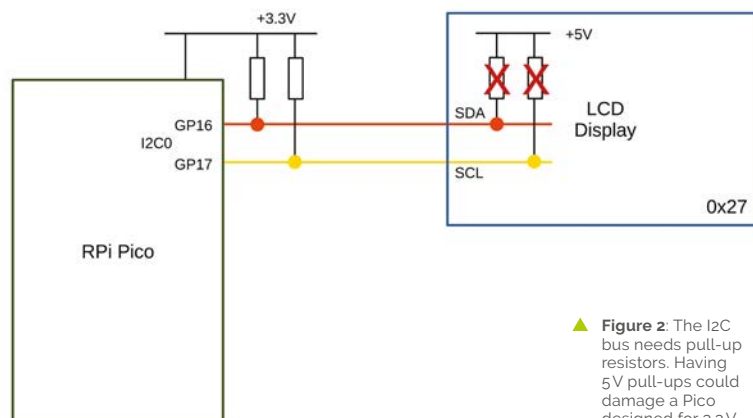 +3.3V
+5V
GP16
I2C0
GP17
SDA
SCL
LCD
Display
0x27
RPi Pico
Figure 2: The I2C
bus needs pull-up
resistors. Having
5V pull-ups could
damage a Pico